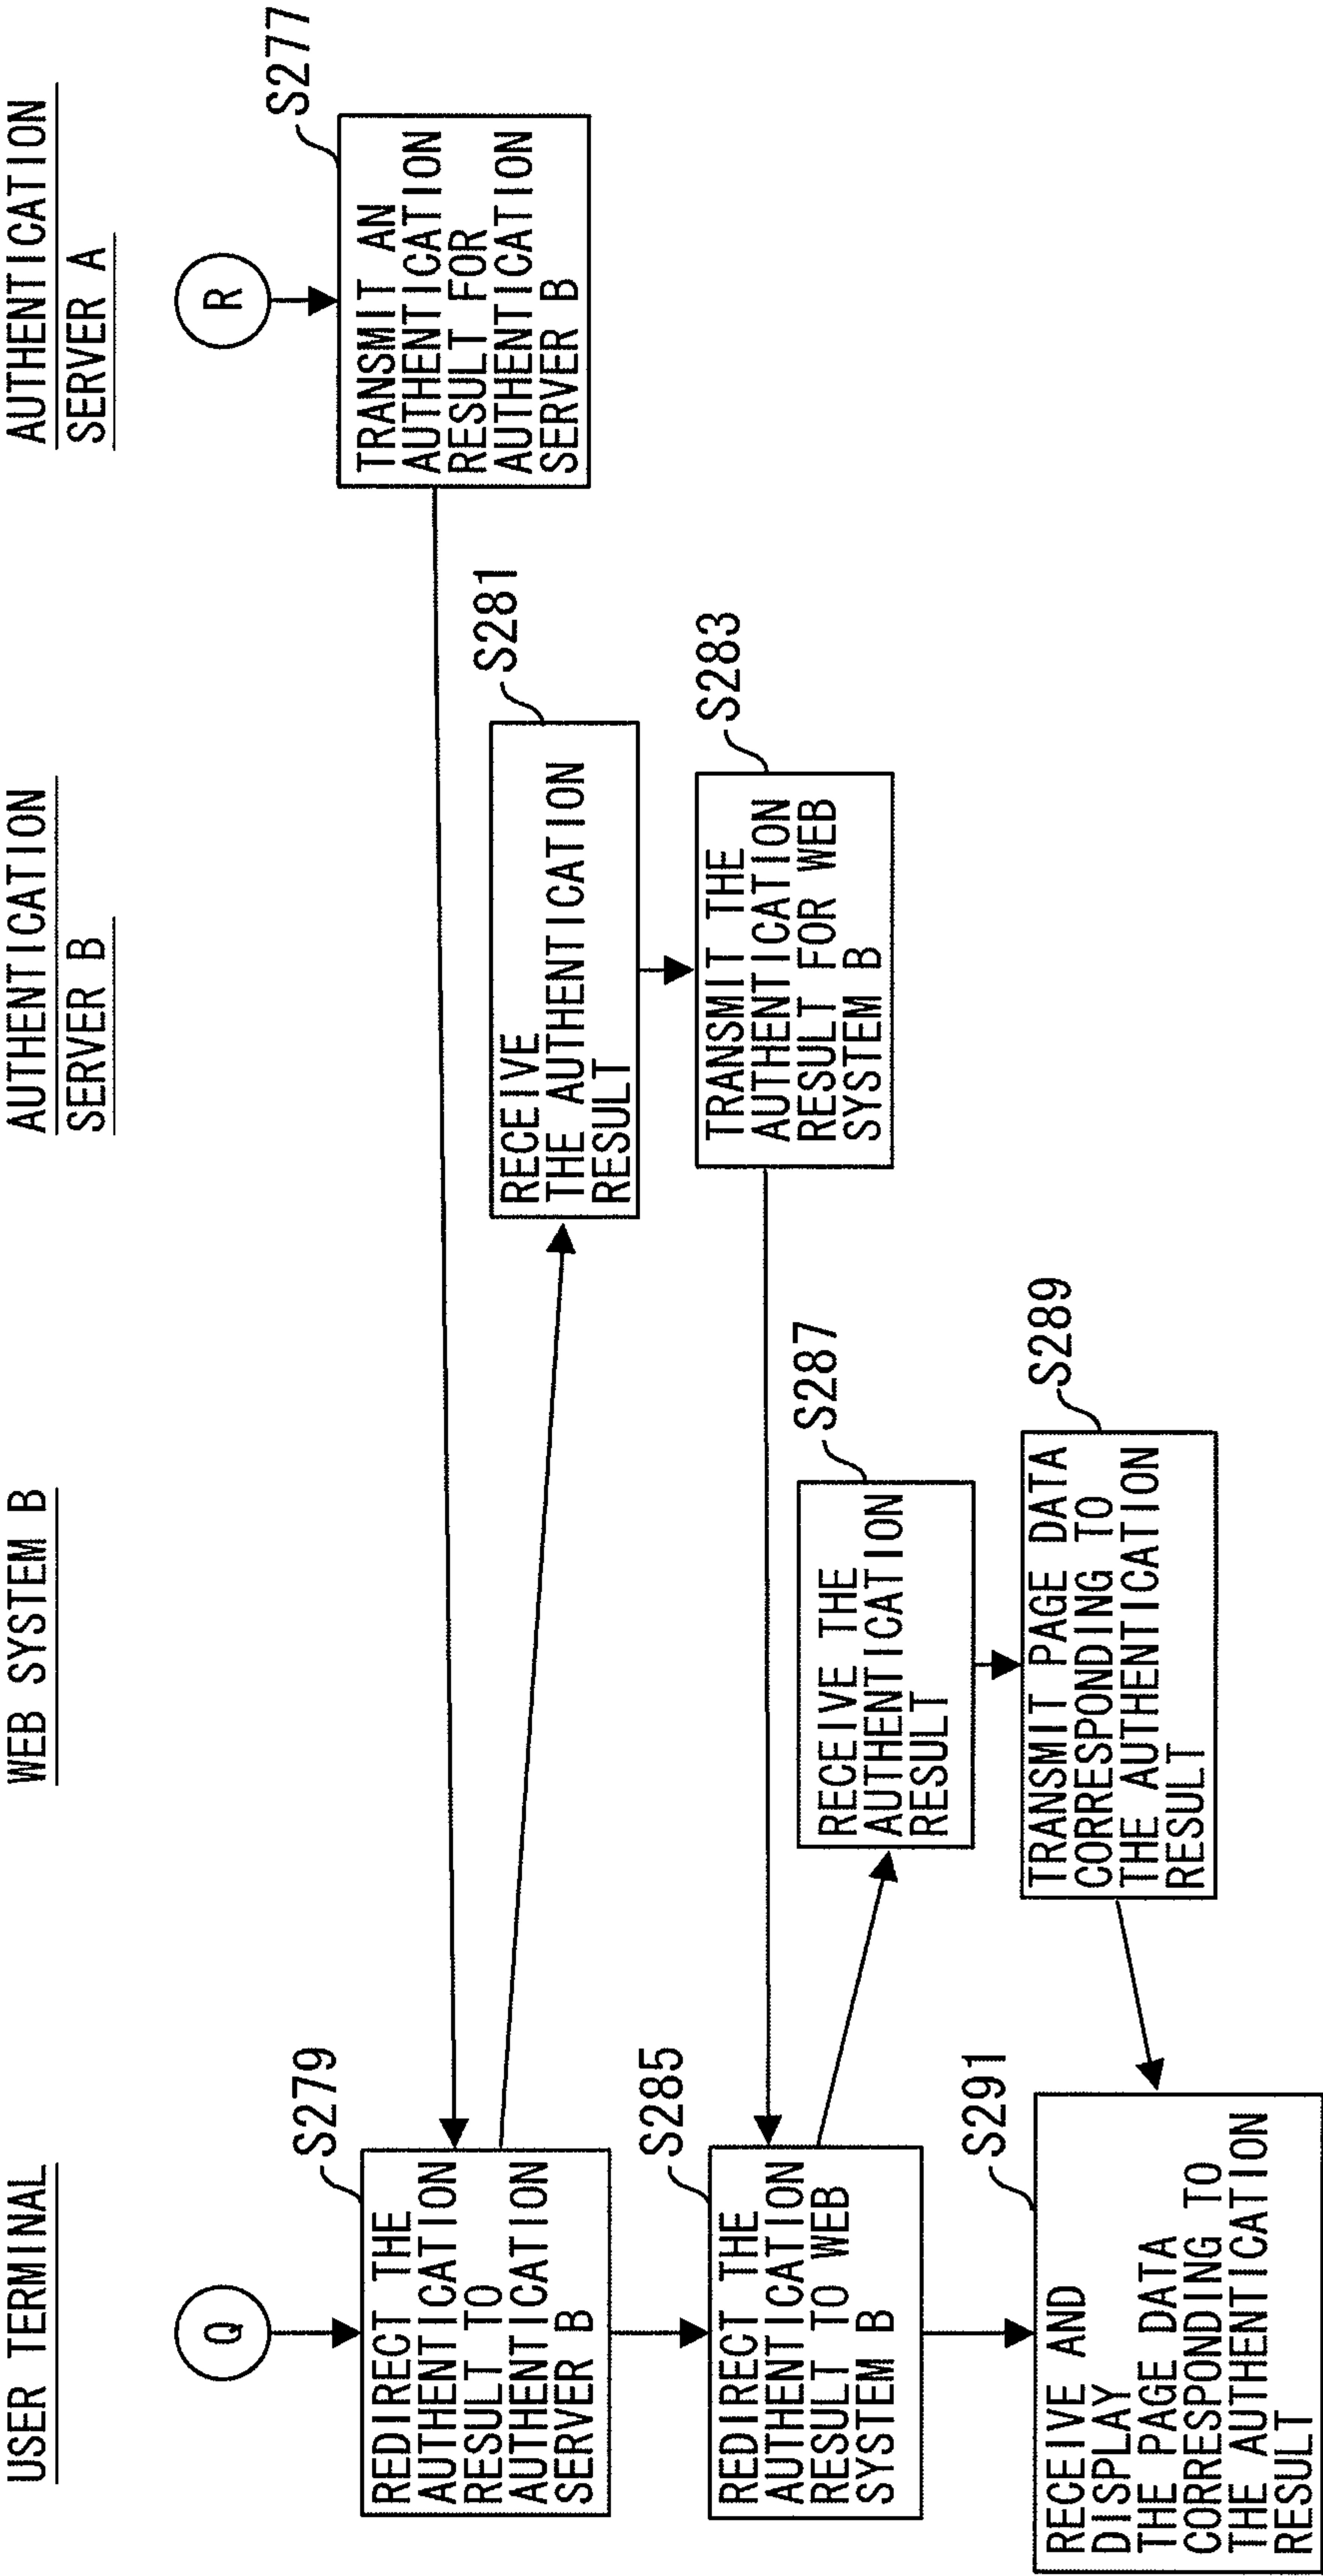 USER TERMINAL
WEB SYSTEM B
AUTHENTICATION
SERVER B
AUTHENTICATION
SERVER A
Q
R
S277
TRANSMIT AN
AUTHENTICATION
RESULT FOR
AUTHENTICATION
SERVER B
S279
REDIRECT THE
AUTHENTICATION
RESULT TO
AUTHENTICATION
SERVER B
S281
RECEIVE
THE AUTHENTICATION
RESULT
S283
TRANSMIT THE
AUTHENTICATION
RESULT FOR WEB
SYSTEM B
S285
REDIRECT THE
AUTHENTICATION
RESULT TO WEB
SYSTEM B
S287
RECEIVE THE
AUTHENTICATION
RESULT
S289
TRANSMIT PAGE DATA
CORRESPONDING TO
THE AUTHENTICATION
RESULT
S291
RECEIVE AND
DISPLAY
THE PAGE DATA
CORRESPONDING TO
THE AUTHENTICATION
RESULT